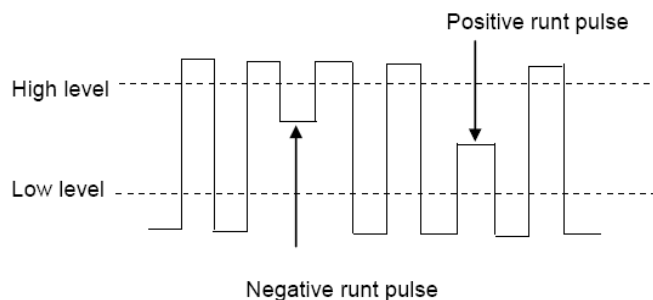 Positive runt pulse
High level
Low level
Negative runt pulse